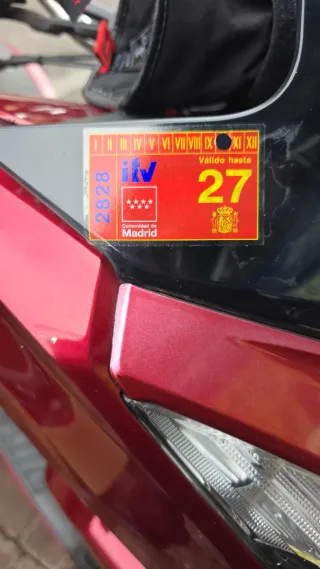 I II III IV V VI VII VIII IX XI XII
itv
Válido hasta
27
2828
Comunidad de
Madrid